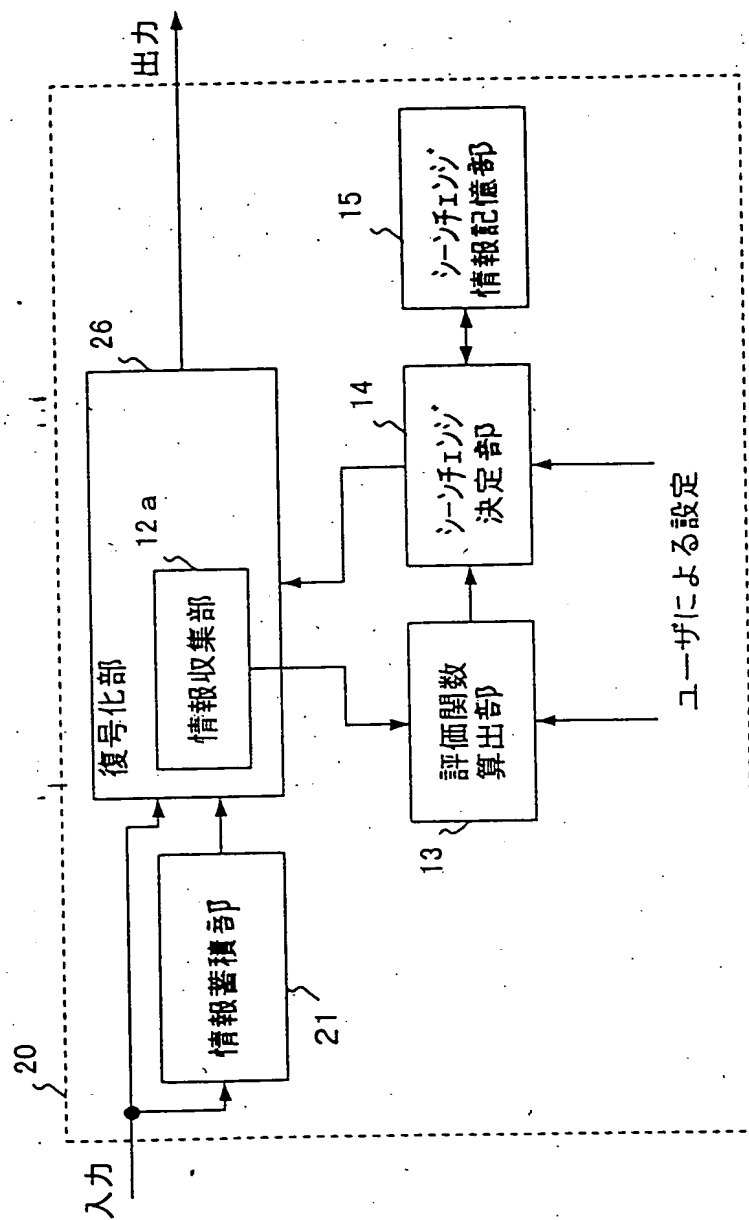 20
入力
情報蓄積部
21
復号化部
26
情報収集部
12a
出力
評価関数
算出部
13
シーンチェンジ
決定部
14
シーンチェンジ
情報記憶部
15
ユーザによる設定